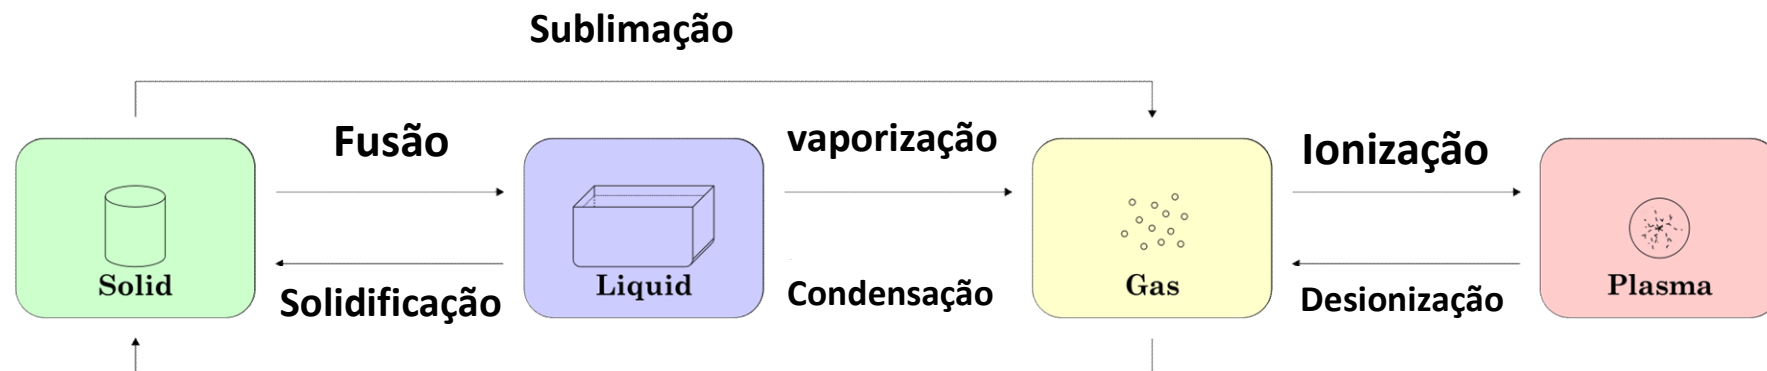 Sublimação
Fusão
vaporização
Ionização
Solid
Solidificação
Liquid
Condensação
Gas
Desionização
Plasma